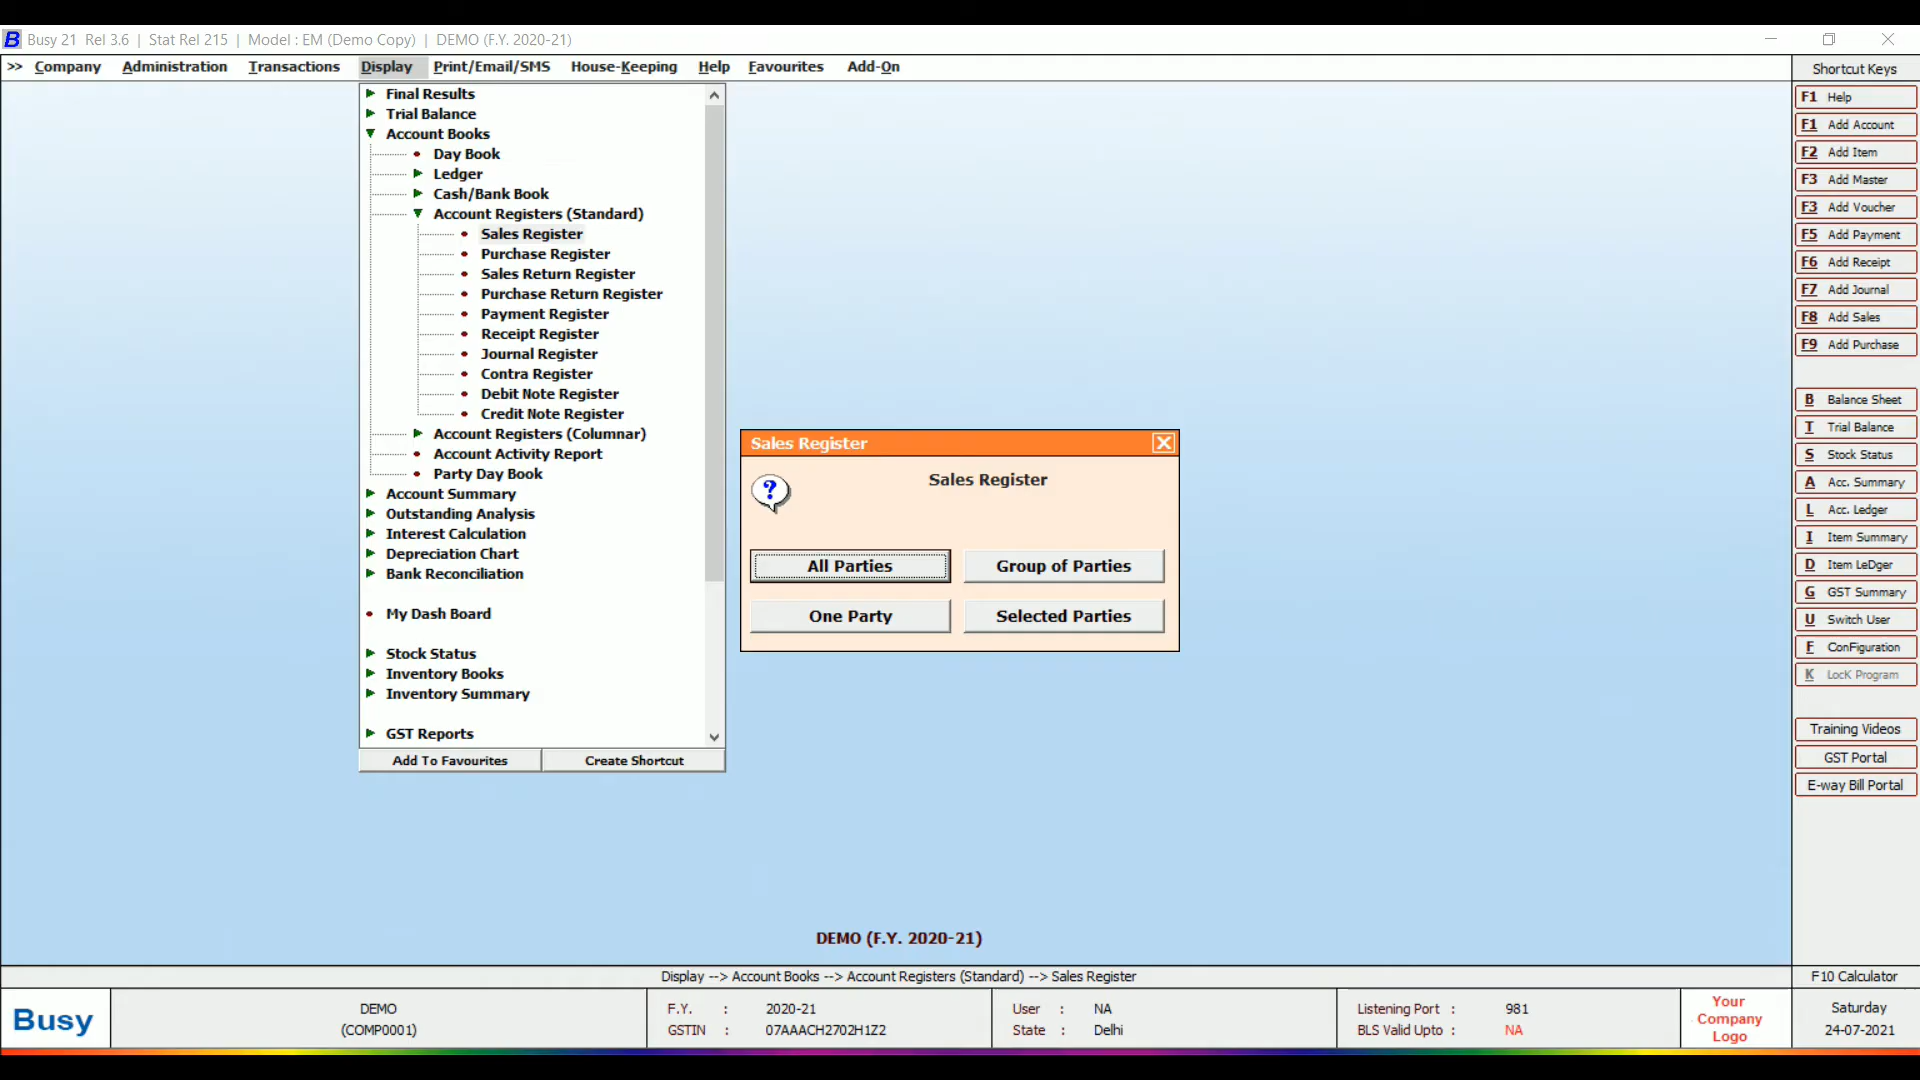 B Busy 21 Rel 3.6 | Stat Rel 215 | Model : EM (Demo Copy) | DEMO (F.Y. 2020-21)
>> Company Administration Transactions Display Print/Email/SMS House-Keeping Help Favourites Add-On
Final Results
Trial Balance
Account Books
Day Book
Ledger
Cash/Bank Book
Account Registers (Standard)
Sales Register
Purchase Register
Sales Return Register
Purchase Return Register
Payment Register
Receipt Register
Journal Register
Contra Register
Debit Note Register
Credit Note Register
Account Registers (Columnar)
Account Activity Report
Party Day Book
Account Summary
Outstanding Analysis
Interest Calculation
Depreciation Chart
Bank Reconciliation
My Dash Board
Stock Status
Inventory Books
Inventory Summary
GST Reports
Add To Favourites Create Shortcut
Sales Register
? Sales Register
All Parties Group of Parties
One Party Selected Parties
Shortcut Keys
F1 Help
F1 Add Account
F2 Add Item
F3 Add Master
F3 Add Voucher
F5 Add Payment
F6 Add Receipt
F7 Add Journal
F8 Add Sales
F9 Add Purchase
B Balance Sheet
T Trial Balance
S Stock Status
A Acc. Summary
L Acc. Ledger
I Item Summary
D Item LeDger
G GST Summary
U Switch User
F ConFiguration
K LocK Program
Training Videos
GST Portal
E-way Bill Portal
DEMO (F.Y. 2020-21)
Display --> Account Books --> Account Registers (Standard) --> Sales Register
F10 Calculator
Busy
DEMO
(COMP0001)
F.Y. : 2020-21
GSTIN : 07AAACH2702H1Z2
User : NA
State : Delhi
Listening Port : 981
BLS Valid Upto : NA
Your
Company
Logo
Saturday
24-07-2021